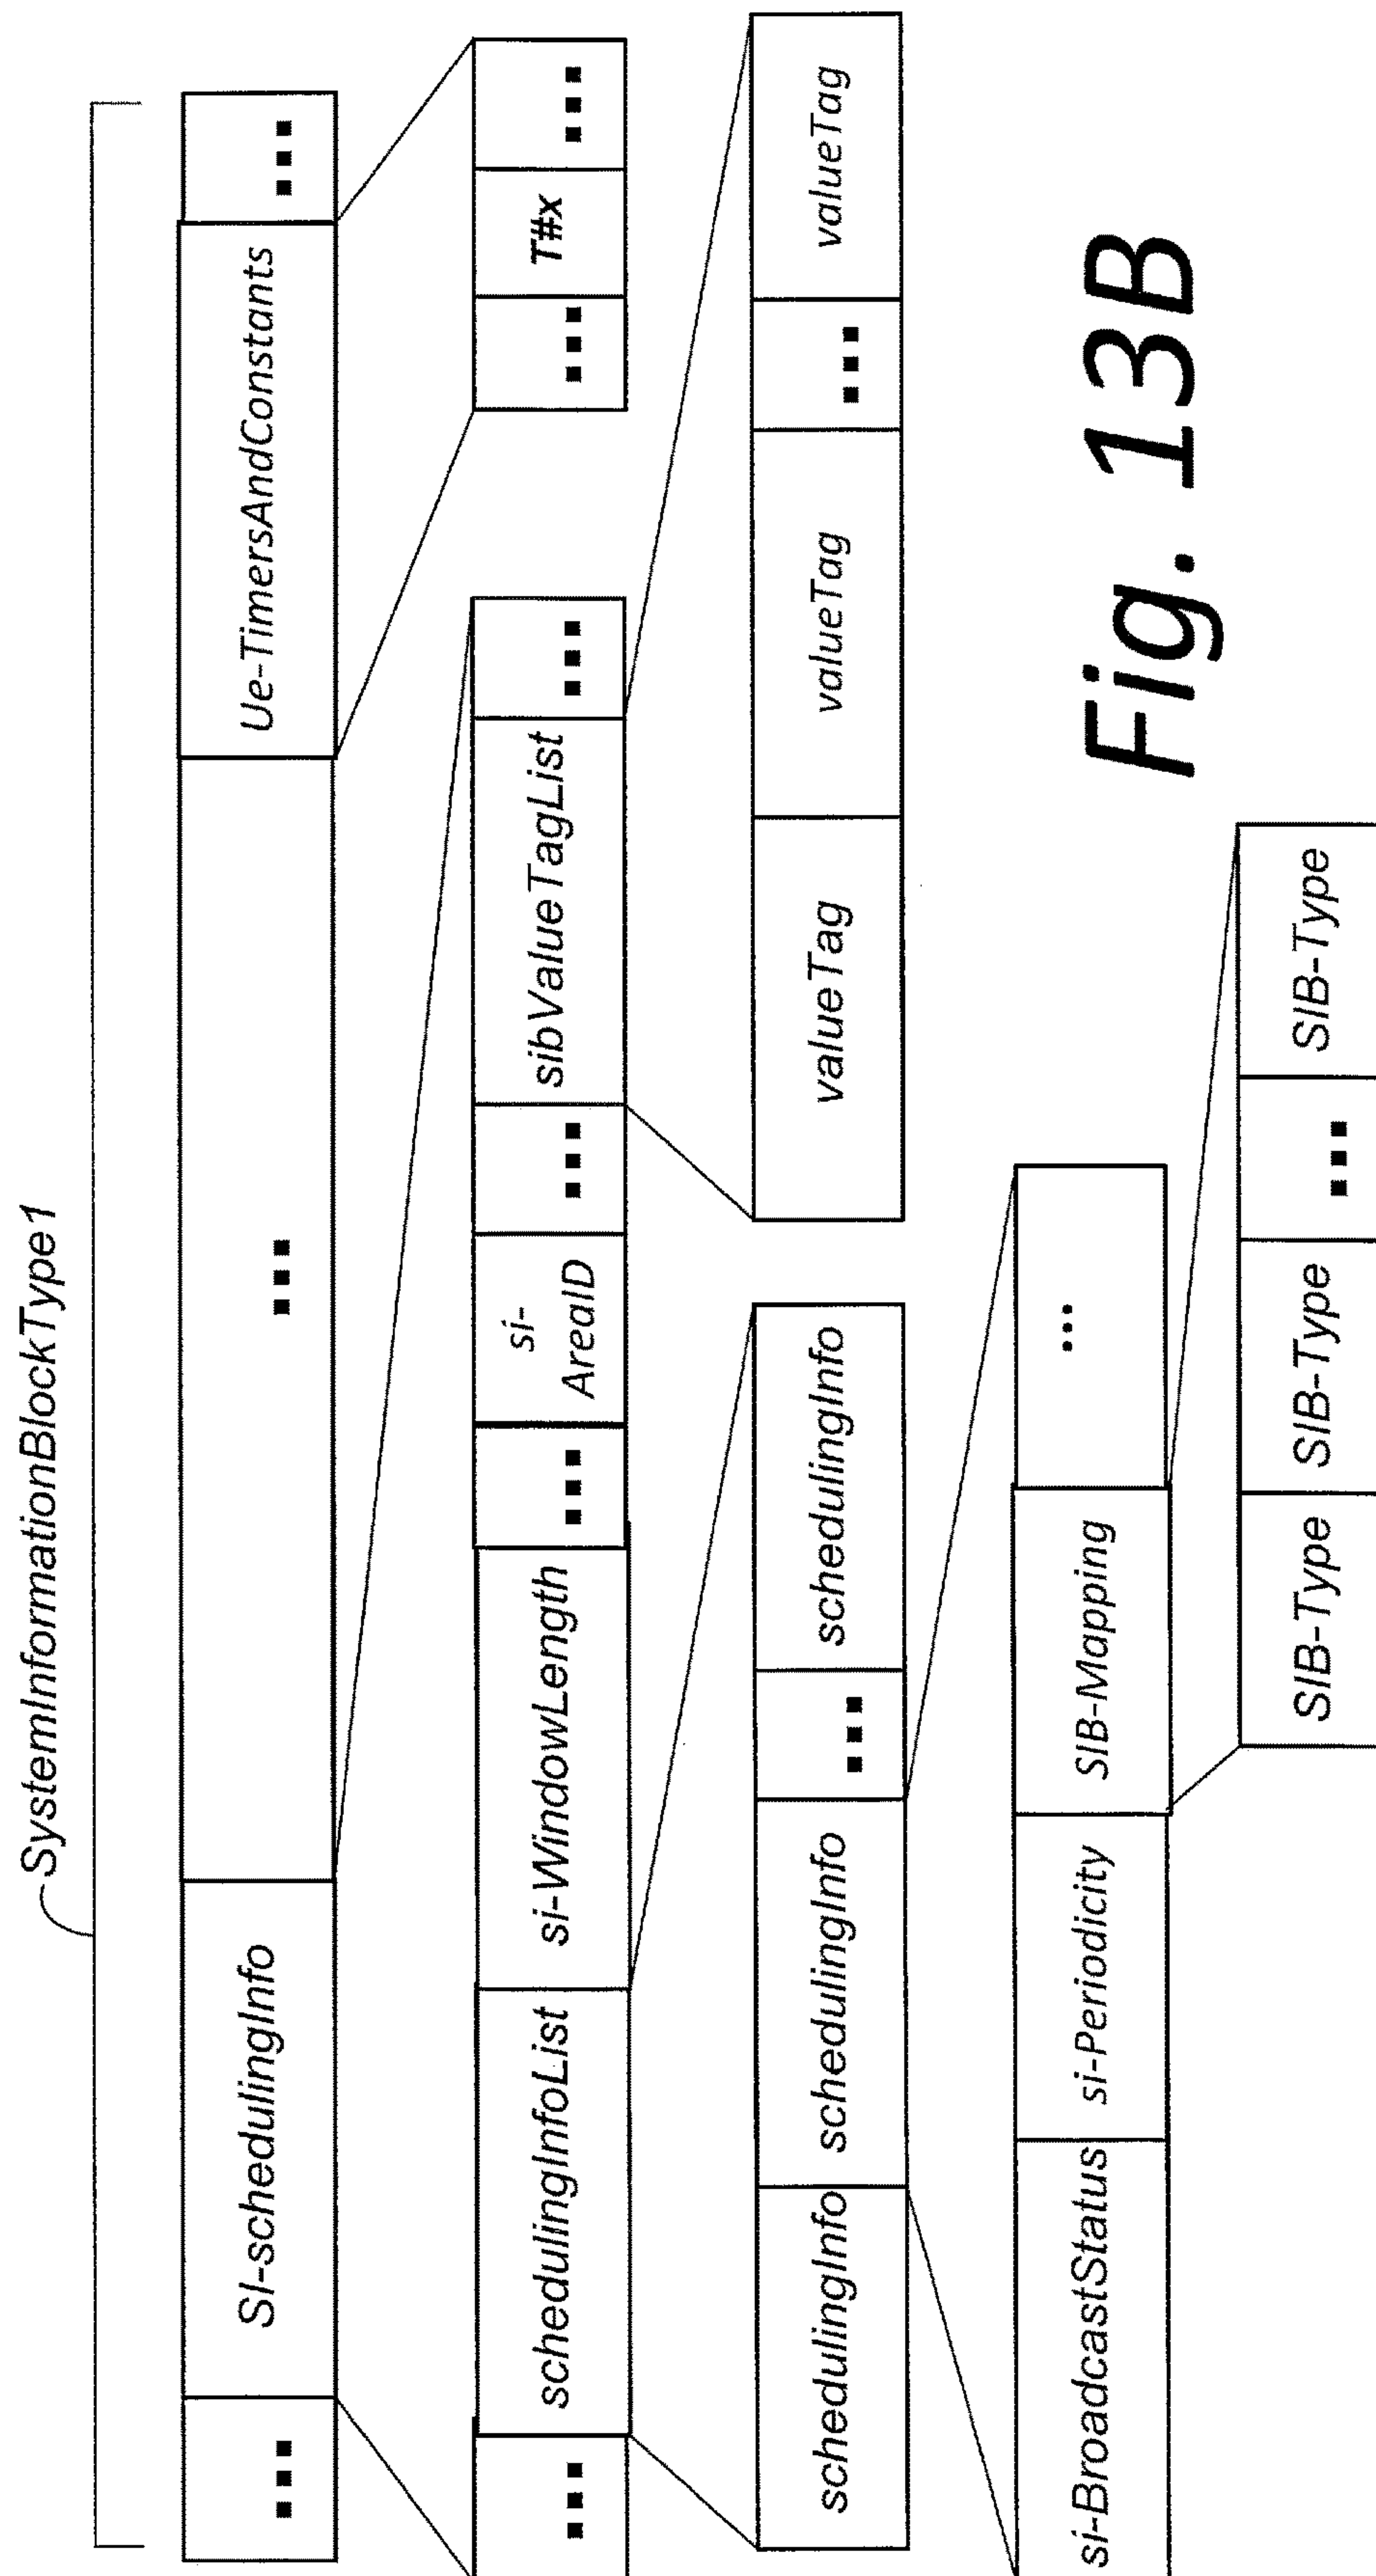 SystemInformationBlockType1
...
SI-schedulingInfo
...
Ue-TimersAndConstants
...
...
schedulingInfoList
si-WindowLength
...
si-
AreaID
...
sibValueTagList
...
...
T#x
...
schedulingInfo
schedulingInfo
...
schedulingInfo
valueTag
valueTag
...
valueTag
si-BroadcastStatus
si-Periodicity
SIB-Mapping
...
SIB-Type
SIB-Type
...
SIB-Type
Fig. 13B